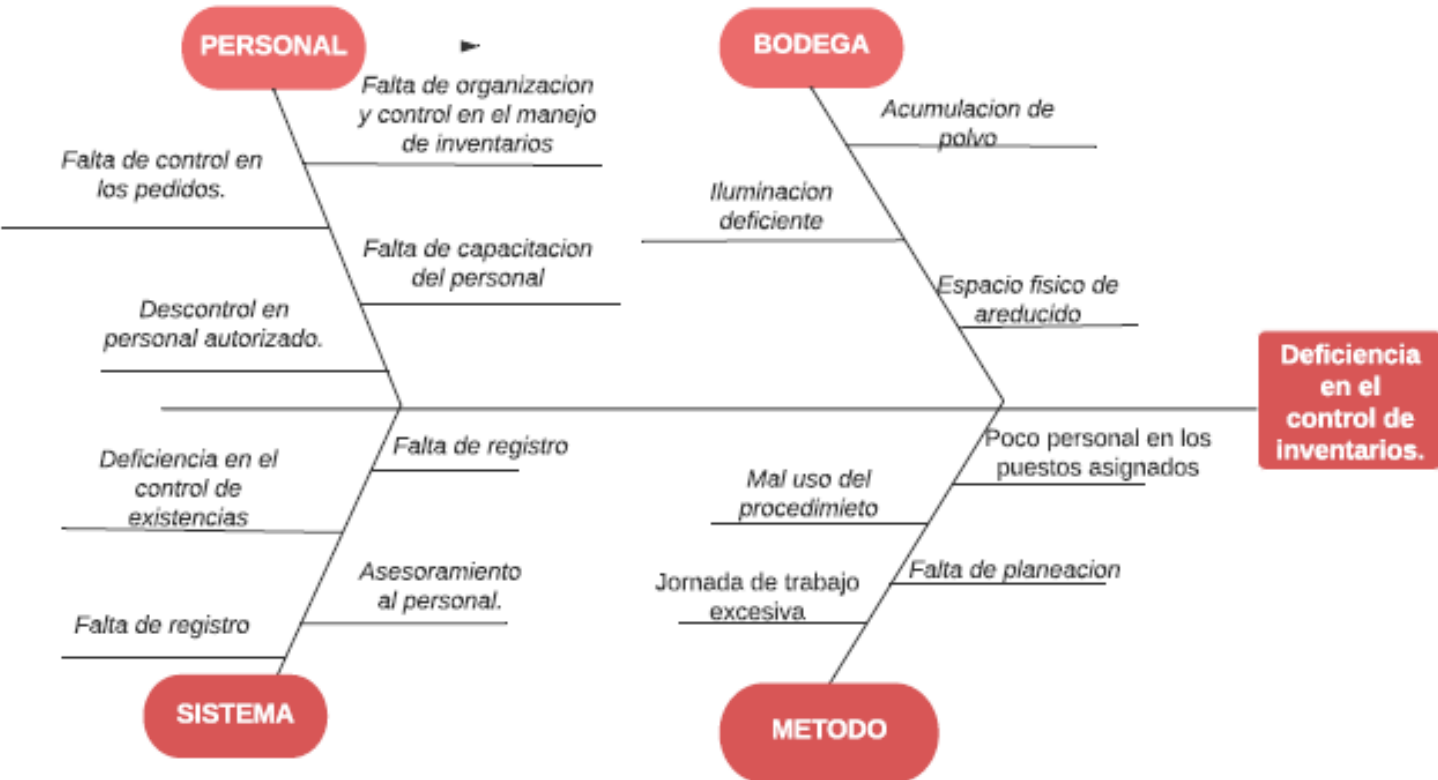 PERSONAL
Falta de organizacion
y control en el manejo
de inventarios
Falta de control en
los pedidos.
Falta de capacitacion
del personal
Descontrol en
personal autorizado.
BODEGA
Acumulacion de
polvo
Iluminacion
deficiente
Espacio fisico de
areducido
Deficiencia
en el
control de
inventarios.
Falta de registro
Deficiencia en el
control de
existencias
Asesoramiento
al personal.
Falta de registro
SISTEMA
Poco personal en los
puestos asignados
Mal uso del
procedimieto
Falta de planeacion
Jornada de trabajo
excesiva
METODO